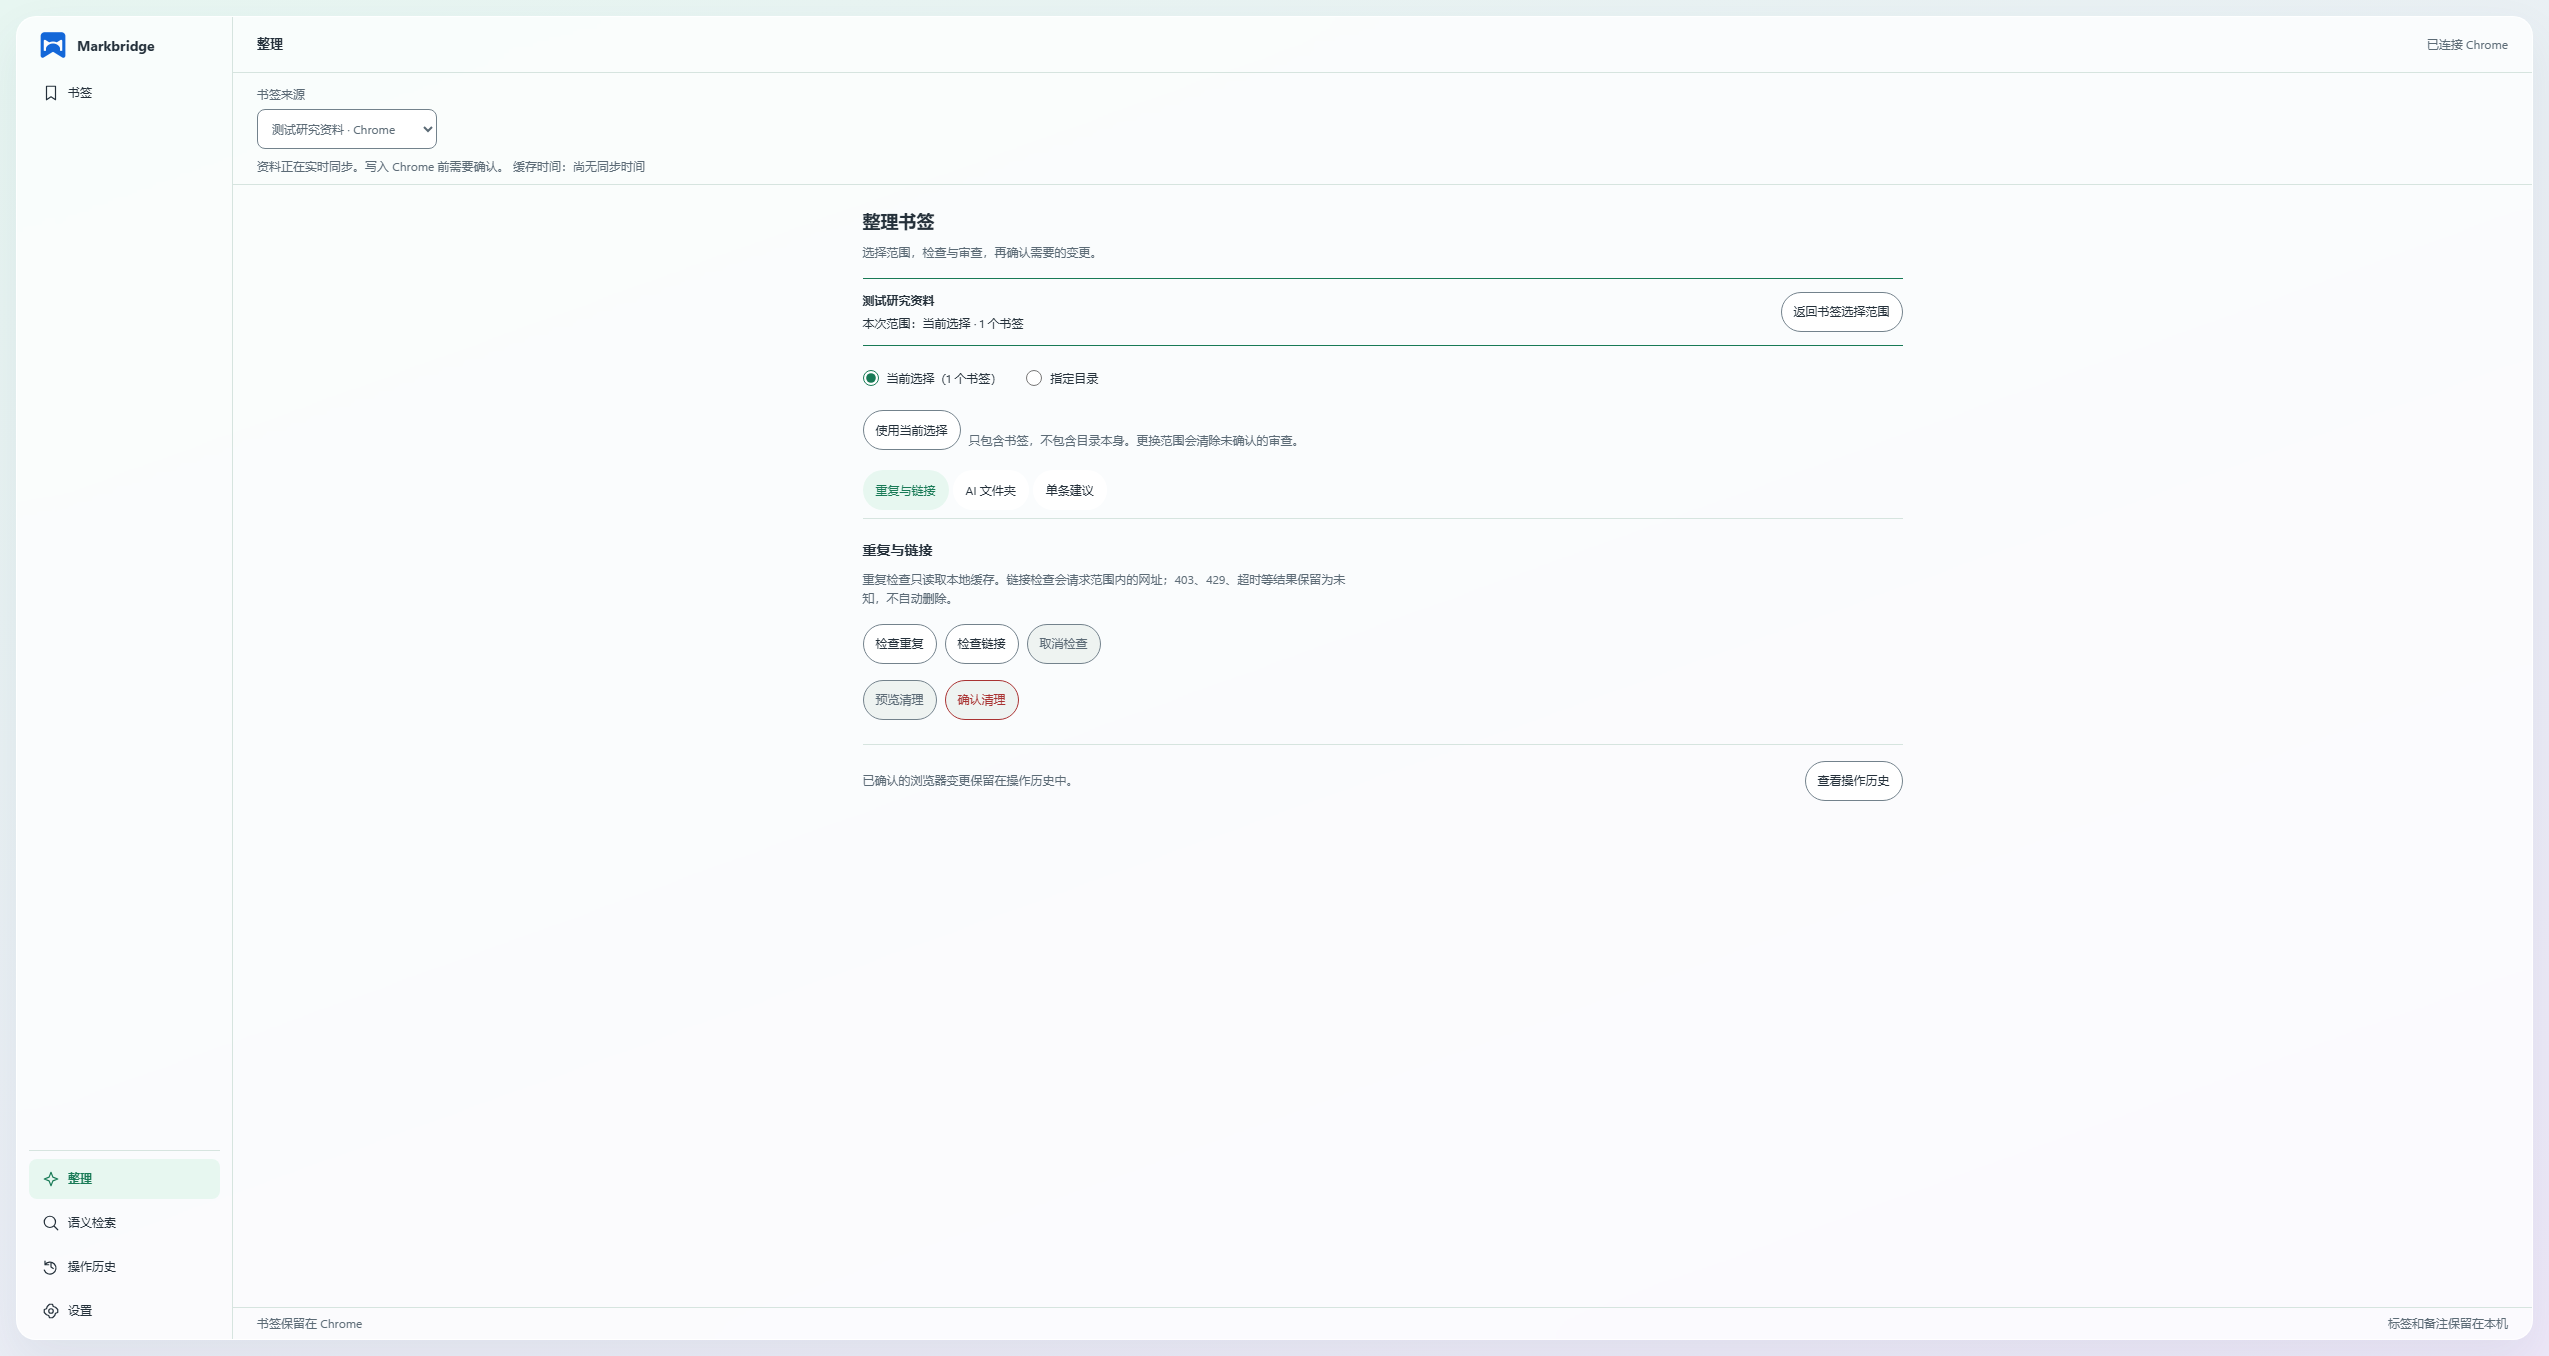 Markbridge
书签
整理
已连接 Chrome
书签来源
测试研究资料 · Chrome
资料正在实时同步。写入 Chrome 前需要确认。 缓存时间：尚无同步时间
整理书签
选择范围，检查与审查，再确认需要的变更。
测试研究资料
本次范围：当前选择 · 1 个书签
返回书签选择范围
当前选择（1 个书签）
指定目录
使用当前选择
只包含书签，不包含目录本身。更换范围会清除未确认的审查。
重复与链接
AI 文件夹
单条建议
重复与链接
重复检查只读取本地缓存。链接检查会请求范围内的网址；403、429、超时等结果保留为未
知，不自动删除。
检查重复
检查链接
取消检查
预览清理
确认清理
已确认的浏览器变更保留在操作历史中。
查看操作历史
整理
语义检索
操作历史
设置
书签保留在 Chrome
标签和备注保留在本机